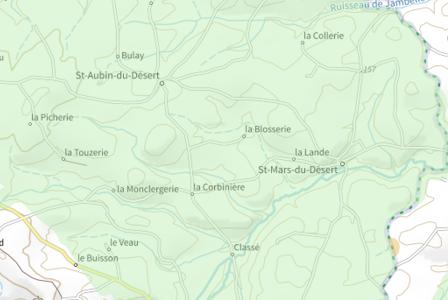 Ruisseau de Jambelle
la Collerie
Bulay
157
St-Aubin-du-Désert
la Picherie
la Blosserie
la Touzerie
la Lande
St-Mars-du-Désert
la Monclergerie
la Corbinière
le Veau
Classé
le Buisson